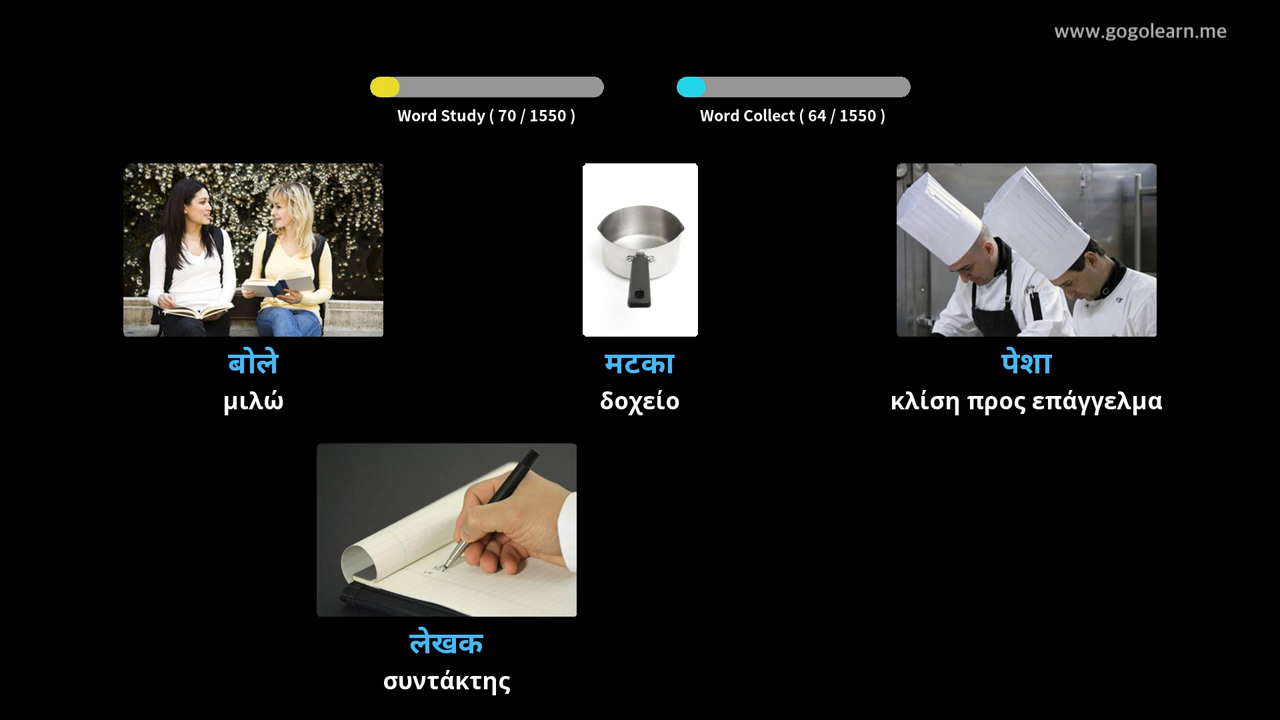 www.gogolearn.me
Word Study ( 70 / 1550 )
Word Collect ( 64 / 1550 )
बोले
μιλώ
मटका
δοχείο
पेशा
κλίση προς επάγγελμα
लेखक
συντάκτης